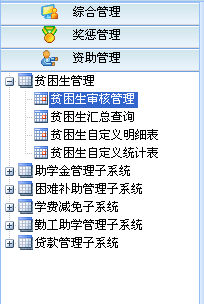 综合管理
奖惩管理
资助管理
贫困生管理
贫困生审核管理
贫困生汇总查询
贫困生自定义明细表
贫困生自定义统计表
助学金管理子系统
困难补助管理子系统
学费减免子系统
勤工助学管理子系统
贷款管理子系统